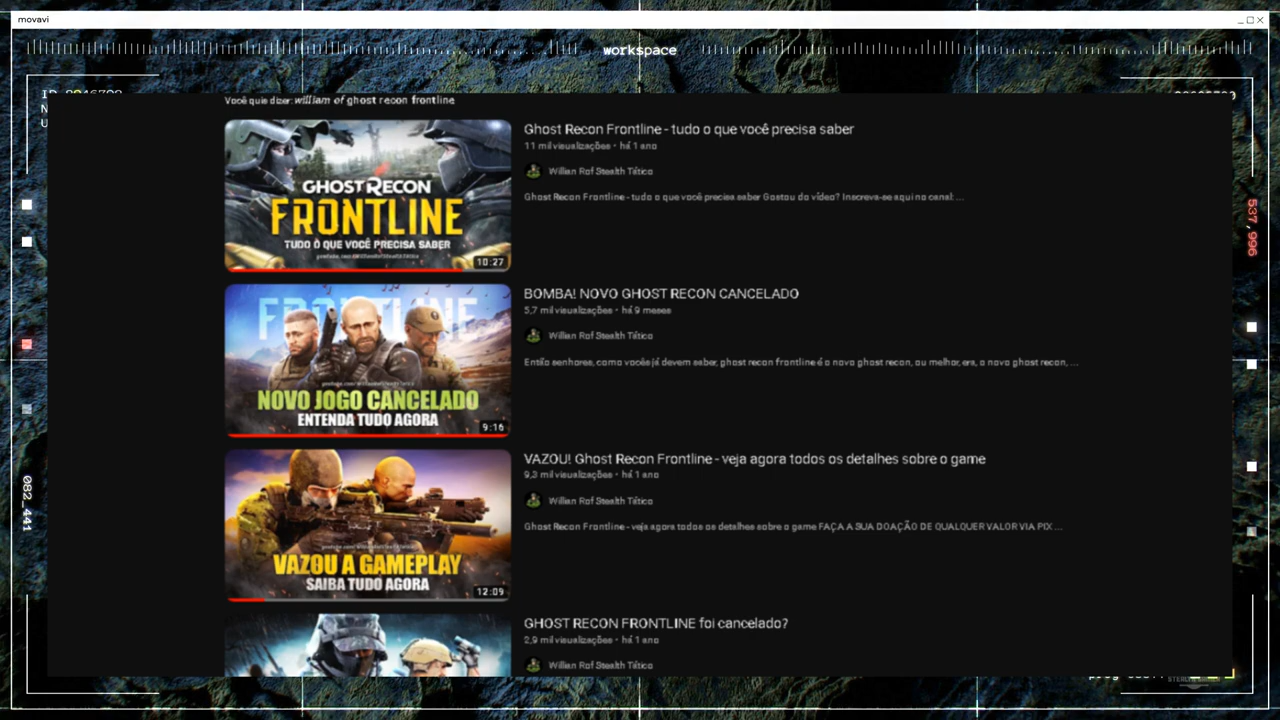 movavi
workspace
Você quis dizer: william of ghost recon frontline
GHOST RECON
FRONTLINE
TUDO O QUE VOCÊ PRECISA SABER
10:27
Ghost Recon Frontline - tudo o que você precisa saber
11 mil visualizações • há 1 ano
Willian Rof Stealth Tático
Ghost Recon Frontline - tudo o que você precisa saber Gostou do vídeo? Inscreva-se aqui no canal: ...
537,996
FRONTLINE
NOVO JOGO CANCELADO
ENTENDA TUDO AGORA
9:16
BOMBA! NOVO GHOST RECON CANCELADO
5,7 mil visualizações • há 9 meses
Willian Rof Stealth Tático
Então senhores, como vocês já devem saber, ghost recon frontline é o novo ghost recon, ou melhor, era, o novo ghost recon, ...
VAZOU A GAMEPLAY
SAIBA TUDO AGORA
12:09
VAZOU! Ghost Recon Frontline - veja agora todos os detalhes sobre o game
9,3 mil visualizações • há 1 ano
Willian Rof Stealth Tático
Ghost Recon Frontline - veja agora todos os detalhes sobre o game FAÇA A SUA DOAÇÃO DE QUALQUER VALOR VIA PIX ...
082_441
GHOST RECON FRONTLINE foi cancelado?
2,9 mil visualizações • há 1 ano
Willian Rof Stealth Tático